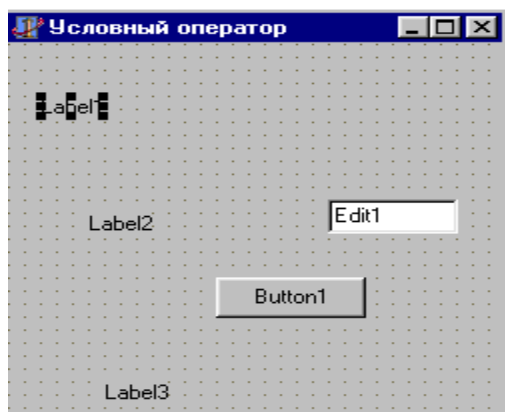 Условный оператор
Label1
Label2
Edit1
Button1
Label3